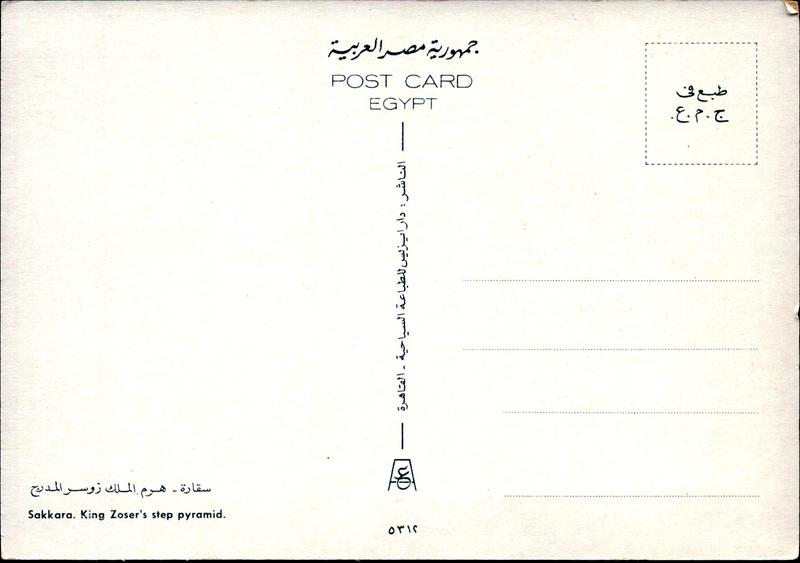 جمهورية مصر العربية
POST CARD
EGYPT
طبع فى
ج.م.ع.
الناشر : دار ايزيس للطباعة السياحية - القاهرة
سقارة - هرم الملك زوسر المدرج
Sakkara. King Zoser's step pyramid.
٥٣١٢